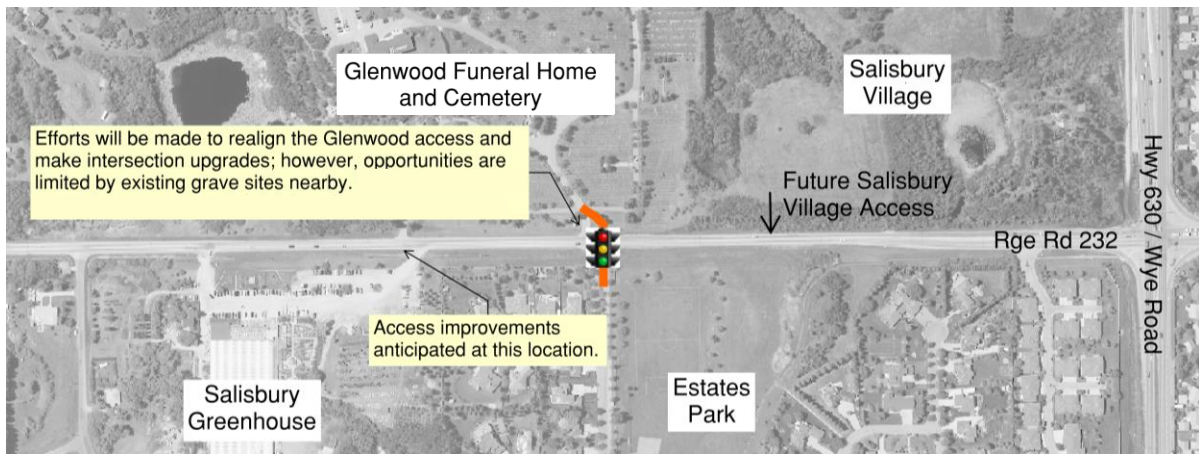 Glenwood Funeral Home
and Cemetery
Salisbury
Village
Efforts will be made to realign the Glenwood access and
make intersection upgrades; however, opportunities are
limited by existing grave sites nearby.
Future Salisbury
Village Access
Rge Rd 232
Hwy 630 / Wye Road
Access improvements
anticipated at this location.
Salisbury
Greenhouse
Estates
Park